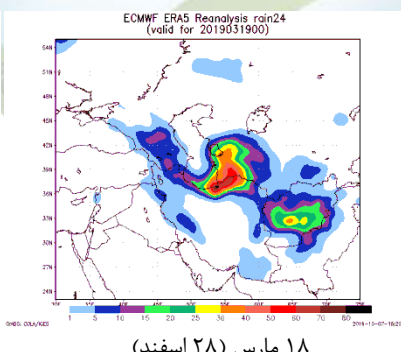 ECMWF ERA5 Reanalysis rain24
(valid for 2019031900)
54N
51N
48N
45N
42N
39N
36N
33N
30N
27N
24N
1 5 10 15 20 25 30 40 50 60 70 80
GrADS: COLA/IGES
۱۸ مارس (۲۸ اسفند)